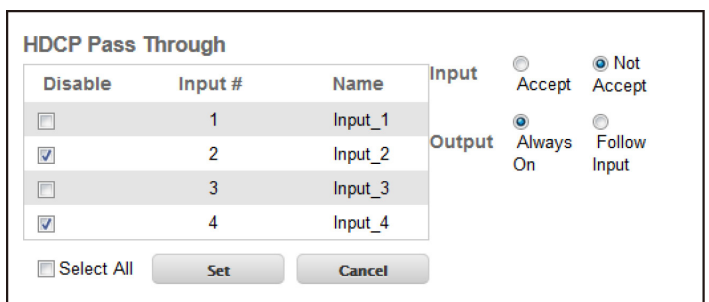 HDCP Pass Through
Disable Input # Name
1 Input_1
2 Input_2
3 Input_3
4 Input_4
Select All Set Cancel
Input Accept Not Accept
Output Always On Follow Input